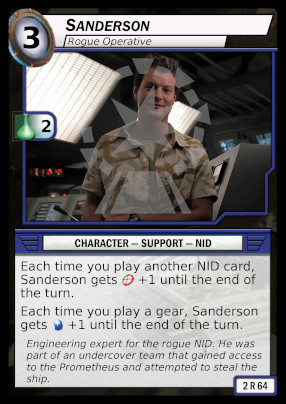 3
SANDERSON
Rogue Operative
2
CHARACTER – SUPPORT – NID
Each time you play another NID card,
Sanderson gets +1 until the end of
the turn.
Each time you play a gear, Sanderson
gets +1 until the end of the turn.
Engineering expert for the rogue NID. He was
part of an undercover team that gained access
to the Prometheus and attempted to steal the
ship.
2 R 64